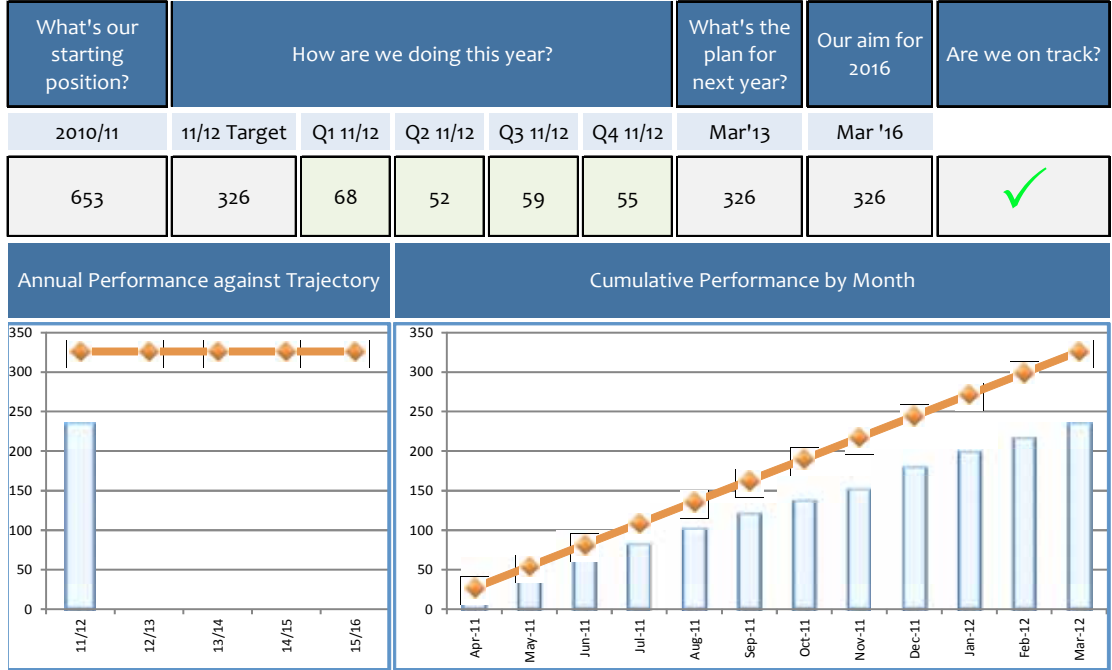 What's our
starting
position?
How are we doing this year?
What's the
plan for
next year?
Our aim for
2016
Are we on track?
2010/11
11/12 Target
Q1 11/12
Q2 11/12
Q3 11/12
Q4 11/12
Mar'13
Mar '16
653
326
68
52
59
55
326
326
Annual Performance against Trajectory
Cumulative Performance by Month
350
300
250
200
150
100
50
0
11/12
12/13
13/14
14/15
15/16
350
300
250
200
150
100
50
0
Apr-11
May-11
Jun-11
Jul-11
Aug-11
Sep-11
Oct-11
Nov-11
Dec-11
Jan-12
Feb-12
Mar-12